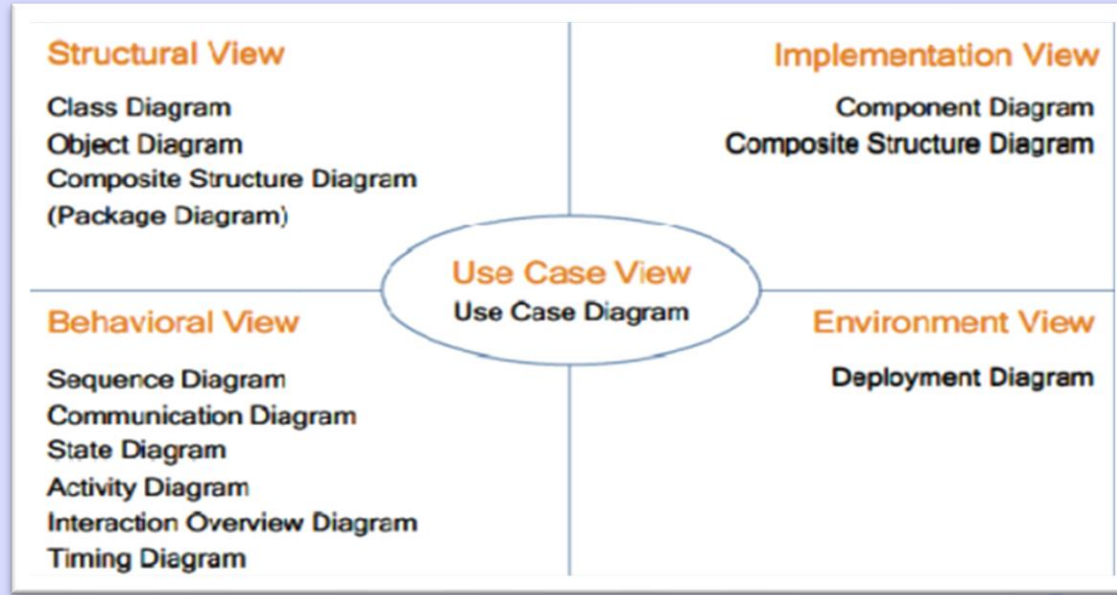 Structural View
Class Diagram
Object Diagram
Composite Structure Diagram
(Package Diagram)
Implementation View
Component Diagram
Composite Structure Diagram
Use Case View
Use Case Diagram
Behavioral View
Sequence Diagram
Communication Diagram
State Diagram
Activity Diagram
Interaction Overview Diagram
Timing Diagram
Environment View
Deployment Diagram